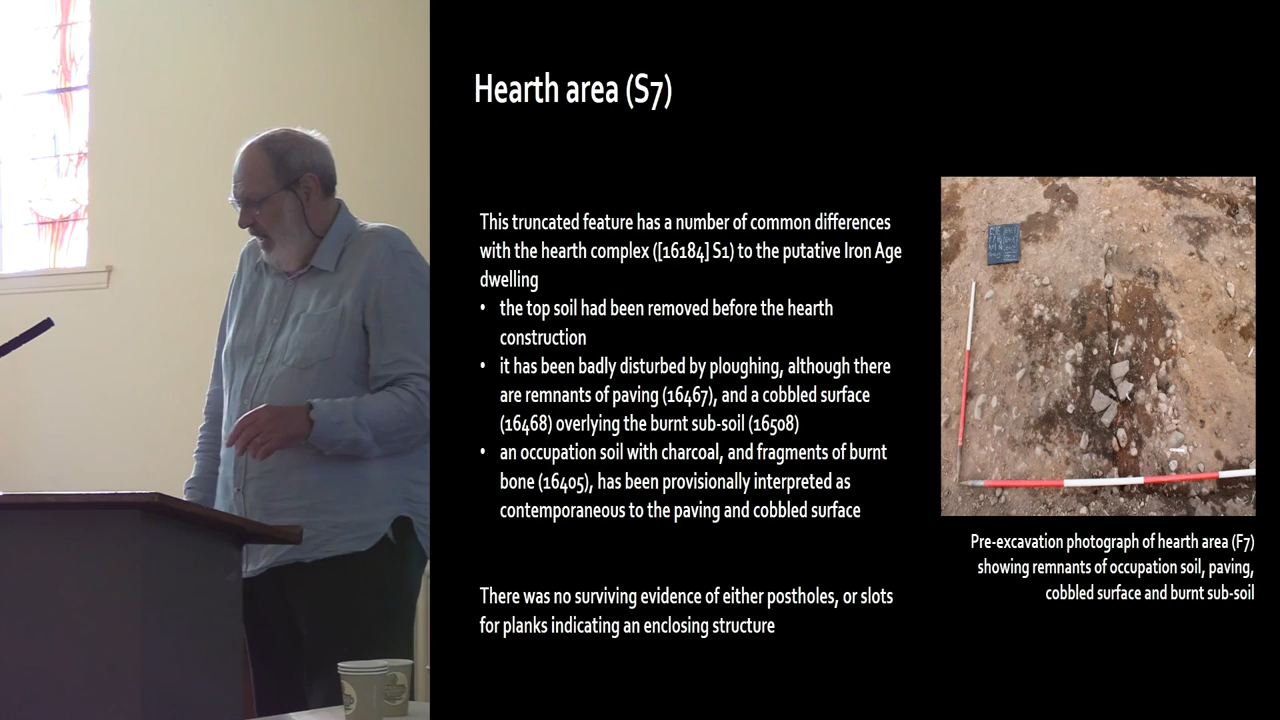 Hearth area (S7)
This truncated feature has a number of common differences
with the hearth complex ([16184] S1) to the putative Iron Age
dwelling
• the top soil had been removed before the hearth
construction
• it has been badly disturbed by ploughing, although there
are remnants of paving (16467), and a cobbled surface
(16468) overlying the burnt sub-soil (16508)
• an occupation soil with charcoal, and fragments of burnt
bone (16405), has been provisionally interpreted as
contemporaneous to the paving and cobbled surface
There was no surviving evidence of either postholes, or slots
for planks indicating an enclosing structure
Pre-excavation photograph of hearth area (F7)
showing remnants of occupation soil, paving,
cobbled surface and burnt sub-soil